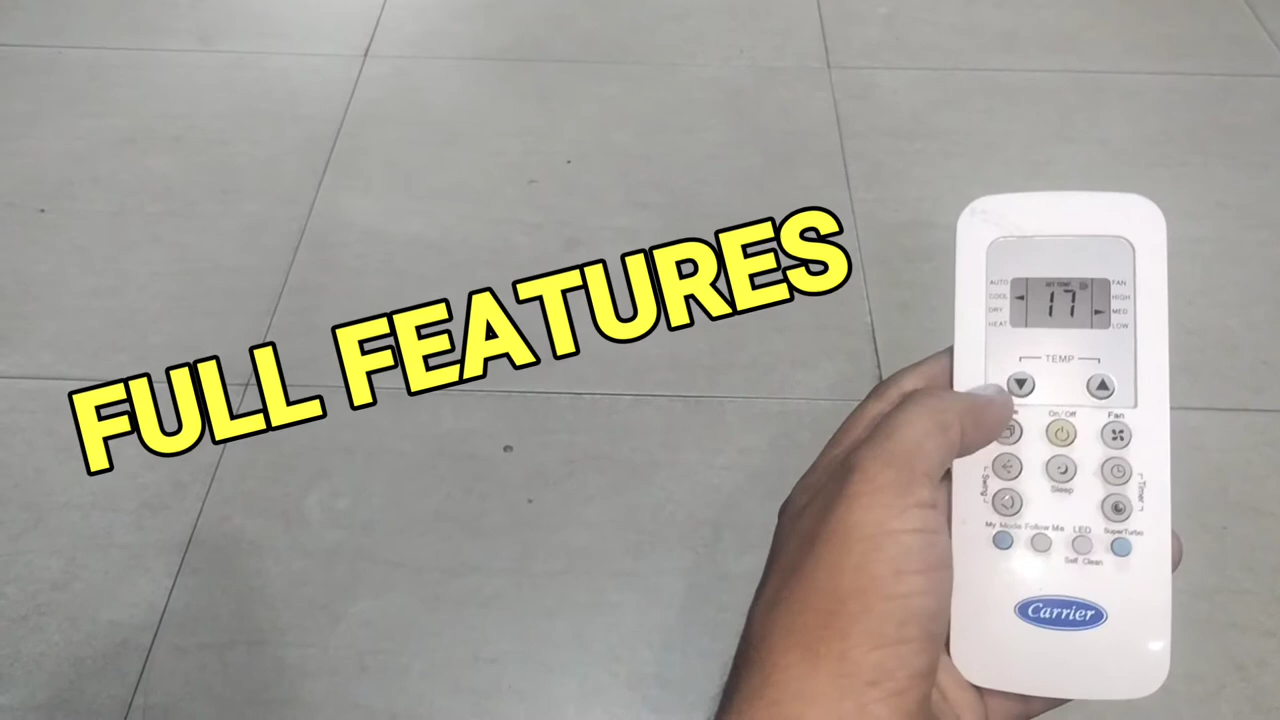 FULL FEATURES
SET TEMP.
AUTO
COOL
DRY
HEAT
17
FAN
HIGH
MED
LOW
TEMP
On/Off
Fan
Swing
Sleep
Timer
My Mode Follow Me LED SuperTurbo
Self Clean
Carrier